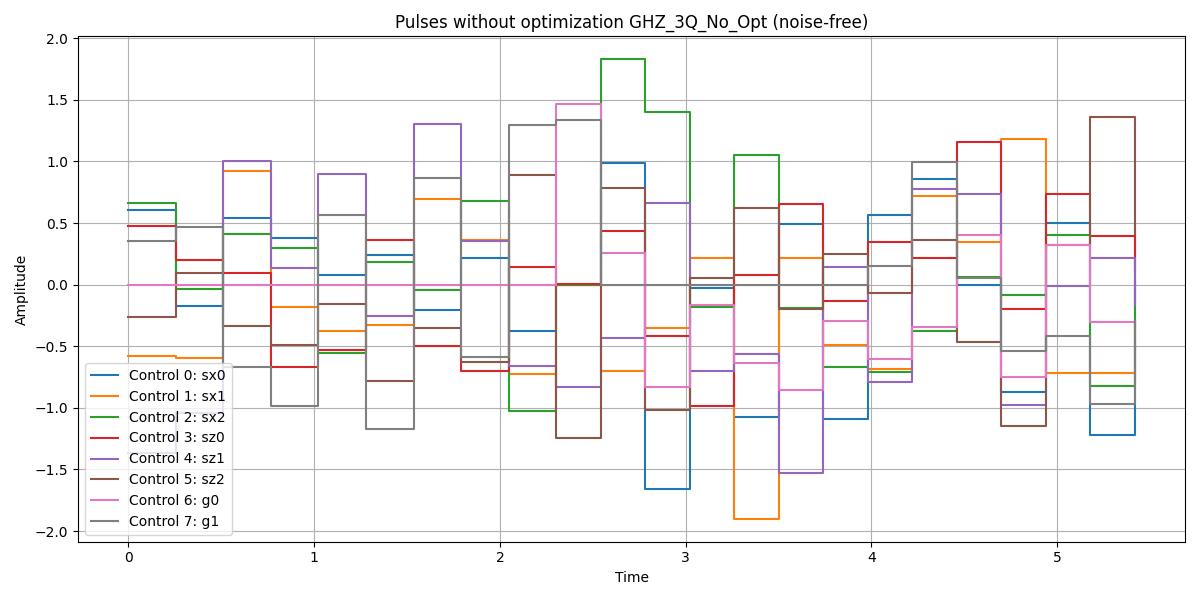 Pulses without optimization GHZ_3Q_No_Opt (noise-free)
2.0
1.5
1.0
0.5
0.0
−0.5
−1.0
−1.5
−2.0
Amplitude
Control 0: sx0
Control 1: sx1
Control 2: sx2
Control 3: sz0
Control 4: sz1
Control 5: sz2
Control 6: g0
Control 7: g1
0 1 2 3 4 5
Time